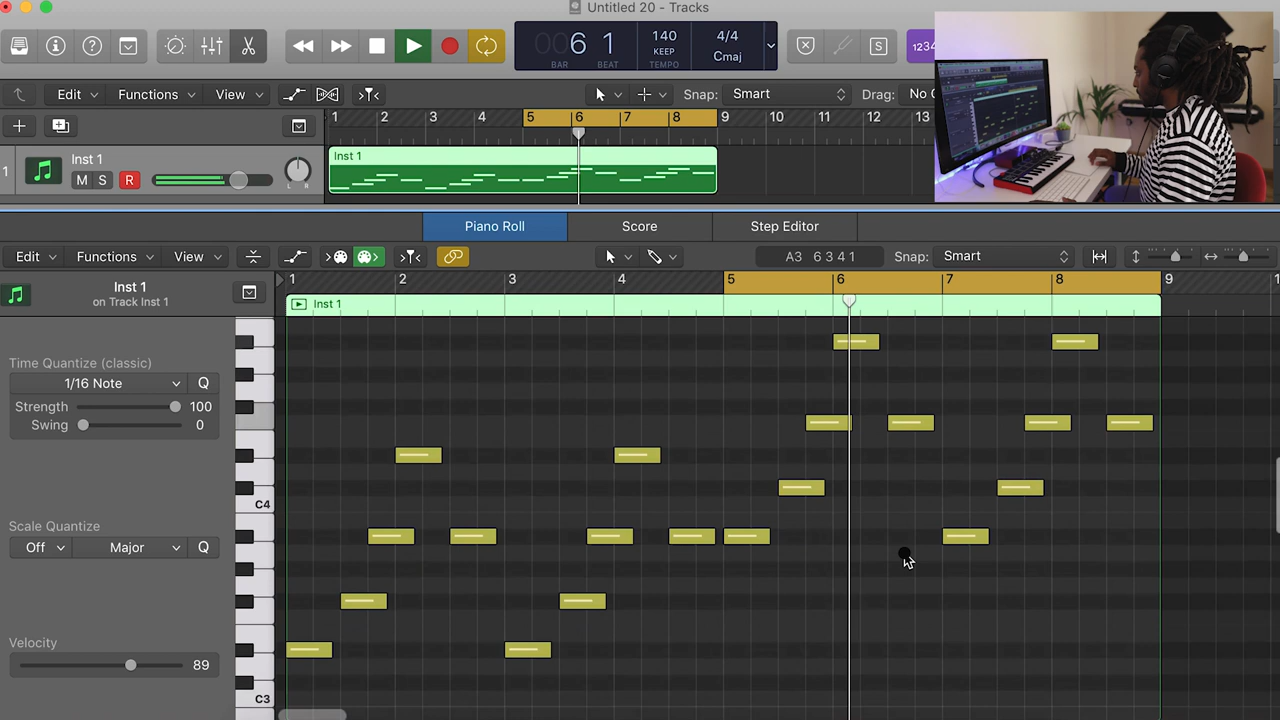 Untitled 20 - Tracks
006 1
BAR BEAT
140
KEEP
TEMPO
4/4
Cmaj
S
1234
Edit Functions View Snap: Smart Drag: No
1 2 3 4 5 6 7 8 9 10 11 12 13
1
Inst 1
M S R
L R
Inst 1
Piano Roll Score Step Editor
Edit Functions View A3 6 3 4 1 Snap: Smart
Inst 1
on Track Inst 1
1 2 3 4 5 6 7 8 9 1
Inst 1
Time Quantize (classic)
1/16 Note Q
Strength 100
Swing 0
C4
Scale Quantize
Off Major Q
Velocity
89
C3